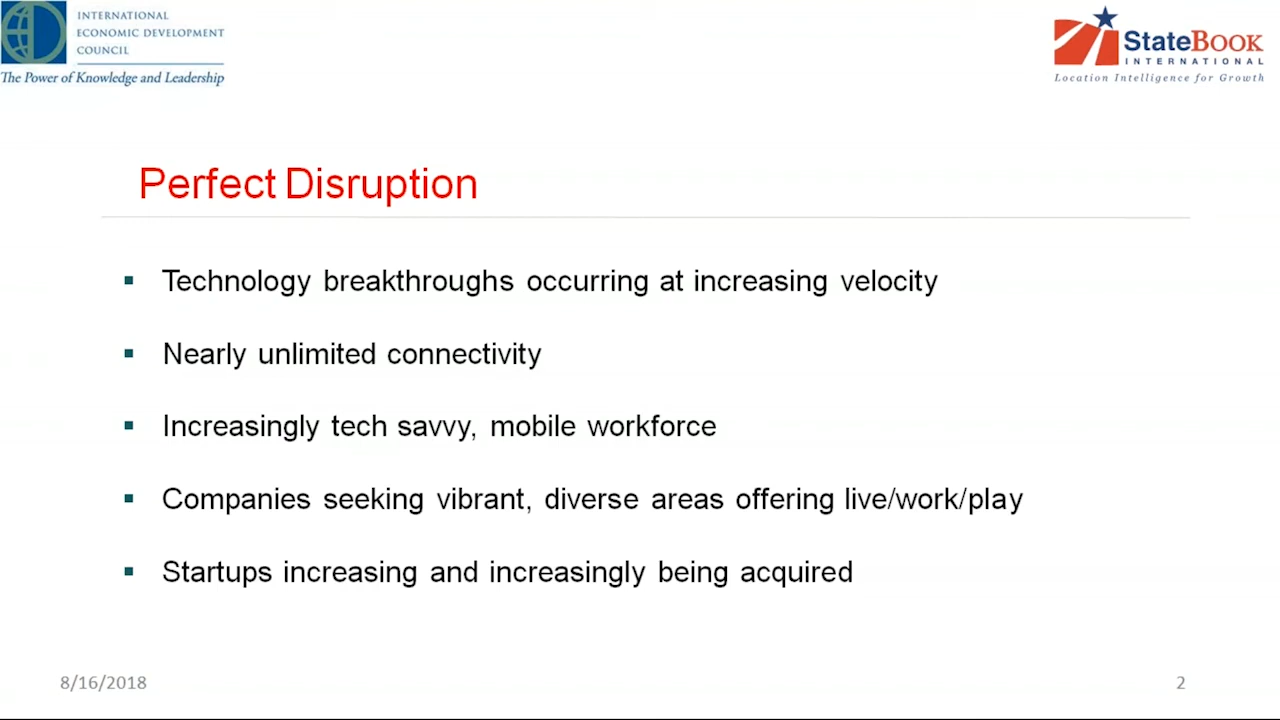 INTERNATIONAL
ECONOMIC DEVELOPMENT
COUNCIL
The Power of Knowledge and Leadership
StateBook
INTERNATIONAL
Location Intelligence for Growth
Perfect Disruption
▪ Technology breakthroughs occurring at increasing velocity
▪ Nearly unlimited connectivity
▪ Increasingly tech savvy, mobile workforce
▪ Companies seeking vibrant, diverse areas offering live/work/play
▪ Startups increasing and increasingly being acquired
8/16/2018
2